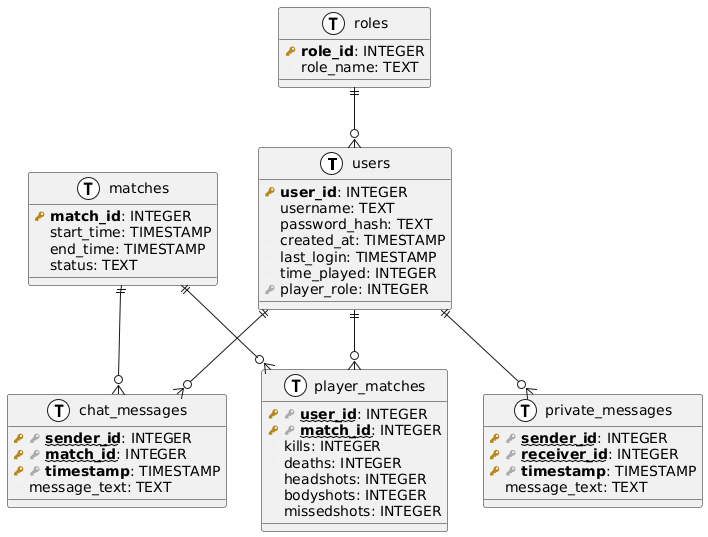 T roles
role_id: INTEGER
role_name: TEXT
T users
user_id: INTEGER
username: TEXT
password_hash: TEXT
created_at: TIMESTAMP
last_login: TIMESTAMP
time_played: INTEGER
player_role: INTEGER
T matches
match_id: INTEGER
start_time: TIMESTAMP
end_time: TIMESTAMP
status: TEXT
T chat_messages
sender_id: INTEGER
match_id: INTEGER
timestamp: TIMESTAMP
message_text: TEXT
T player_matches
user_id: INTEGER
match_id: INTEGER
kills: INTEGER
deaths: INTEGER
headshots: INTEGER
bodyshots: INTEGER
missedshots: INTEGER
T private_messages
sender_id: INTEGER
receiver_id: INTEGER
timestamp: TIMESTAMP
message_text: TEXT